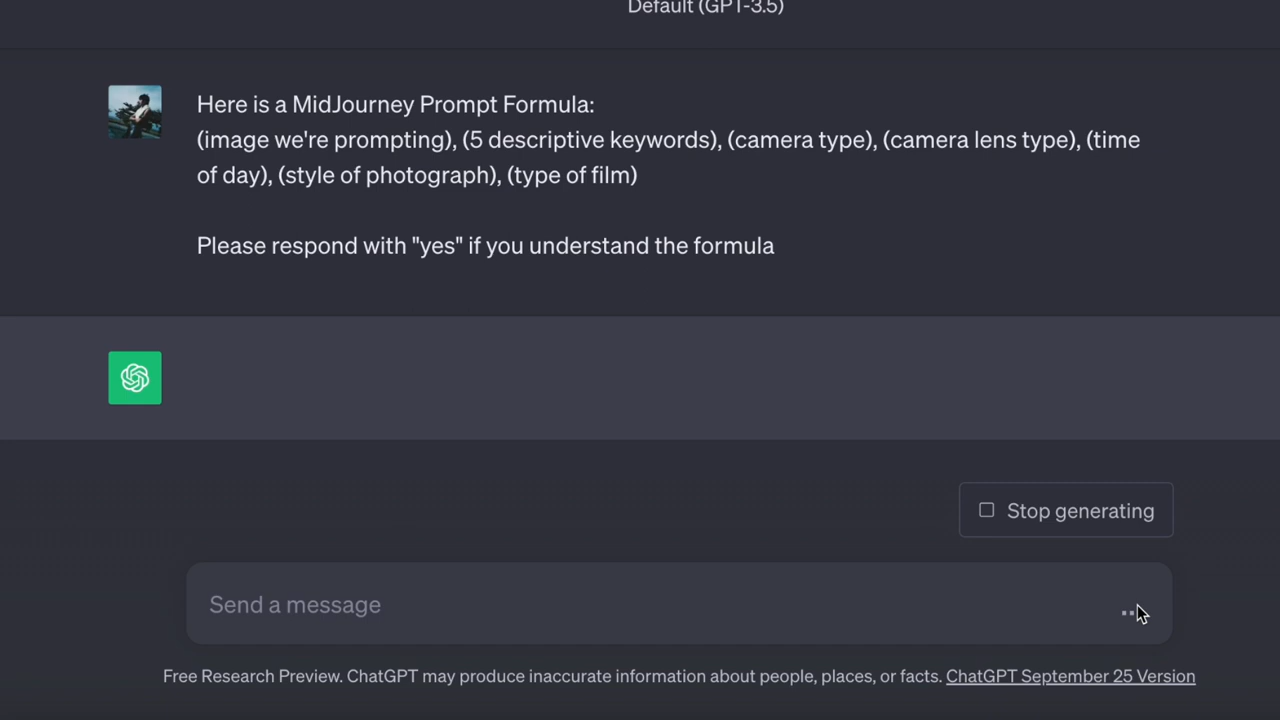 Default (GPT-3.5)
Here is a MidJourney Prompt Formula:
(image we're prompting), (5 descriptive keywords), (camera type), (camera lens type), (time
of day), (style of photograph), (type of film)
Please respond with "yes" if you understand the formula
Stop generating
Send a message
Free Research Preview. ChatGPT may produce inaccurate information about people, places, or facts. ChatGPT September 25 Version